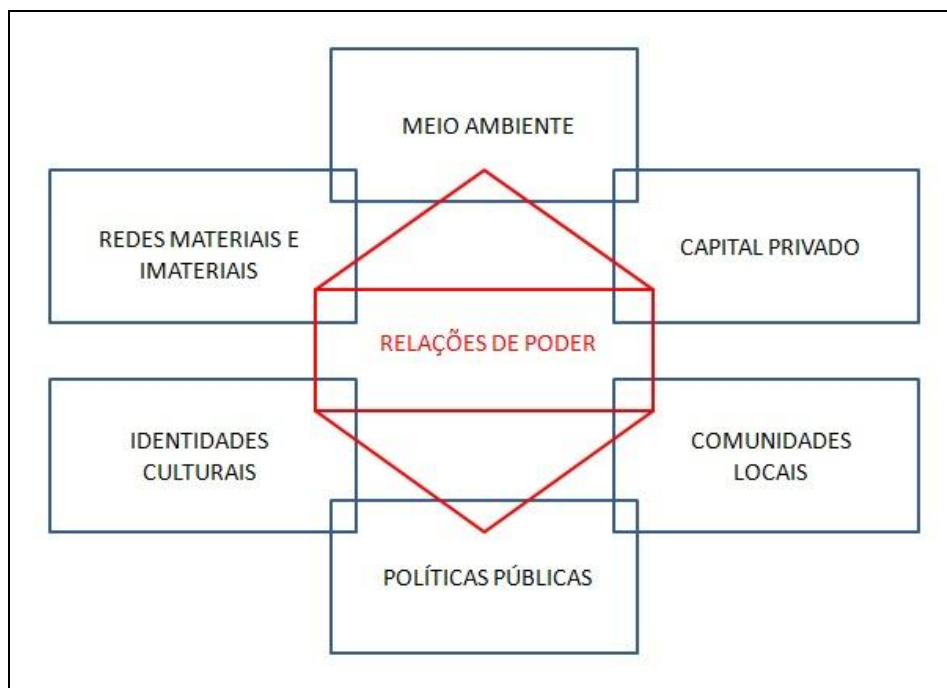 MEIO AMBIENTE
REDES MATERIAIS E
IMATERIAIS
CAPITAL PRIVADO
RELAÇÕES DE PODER
IDENTIDADES
CULTURAIS
COMUNIDADES
LOCAIS
POLÍTICAS PÚBLICAS